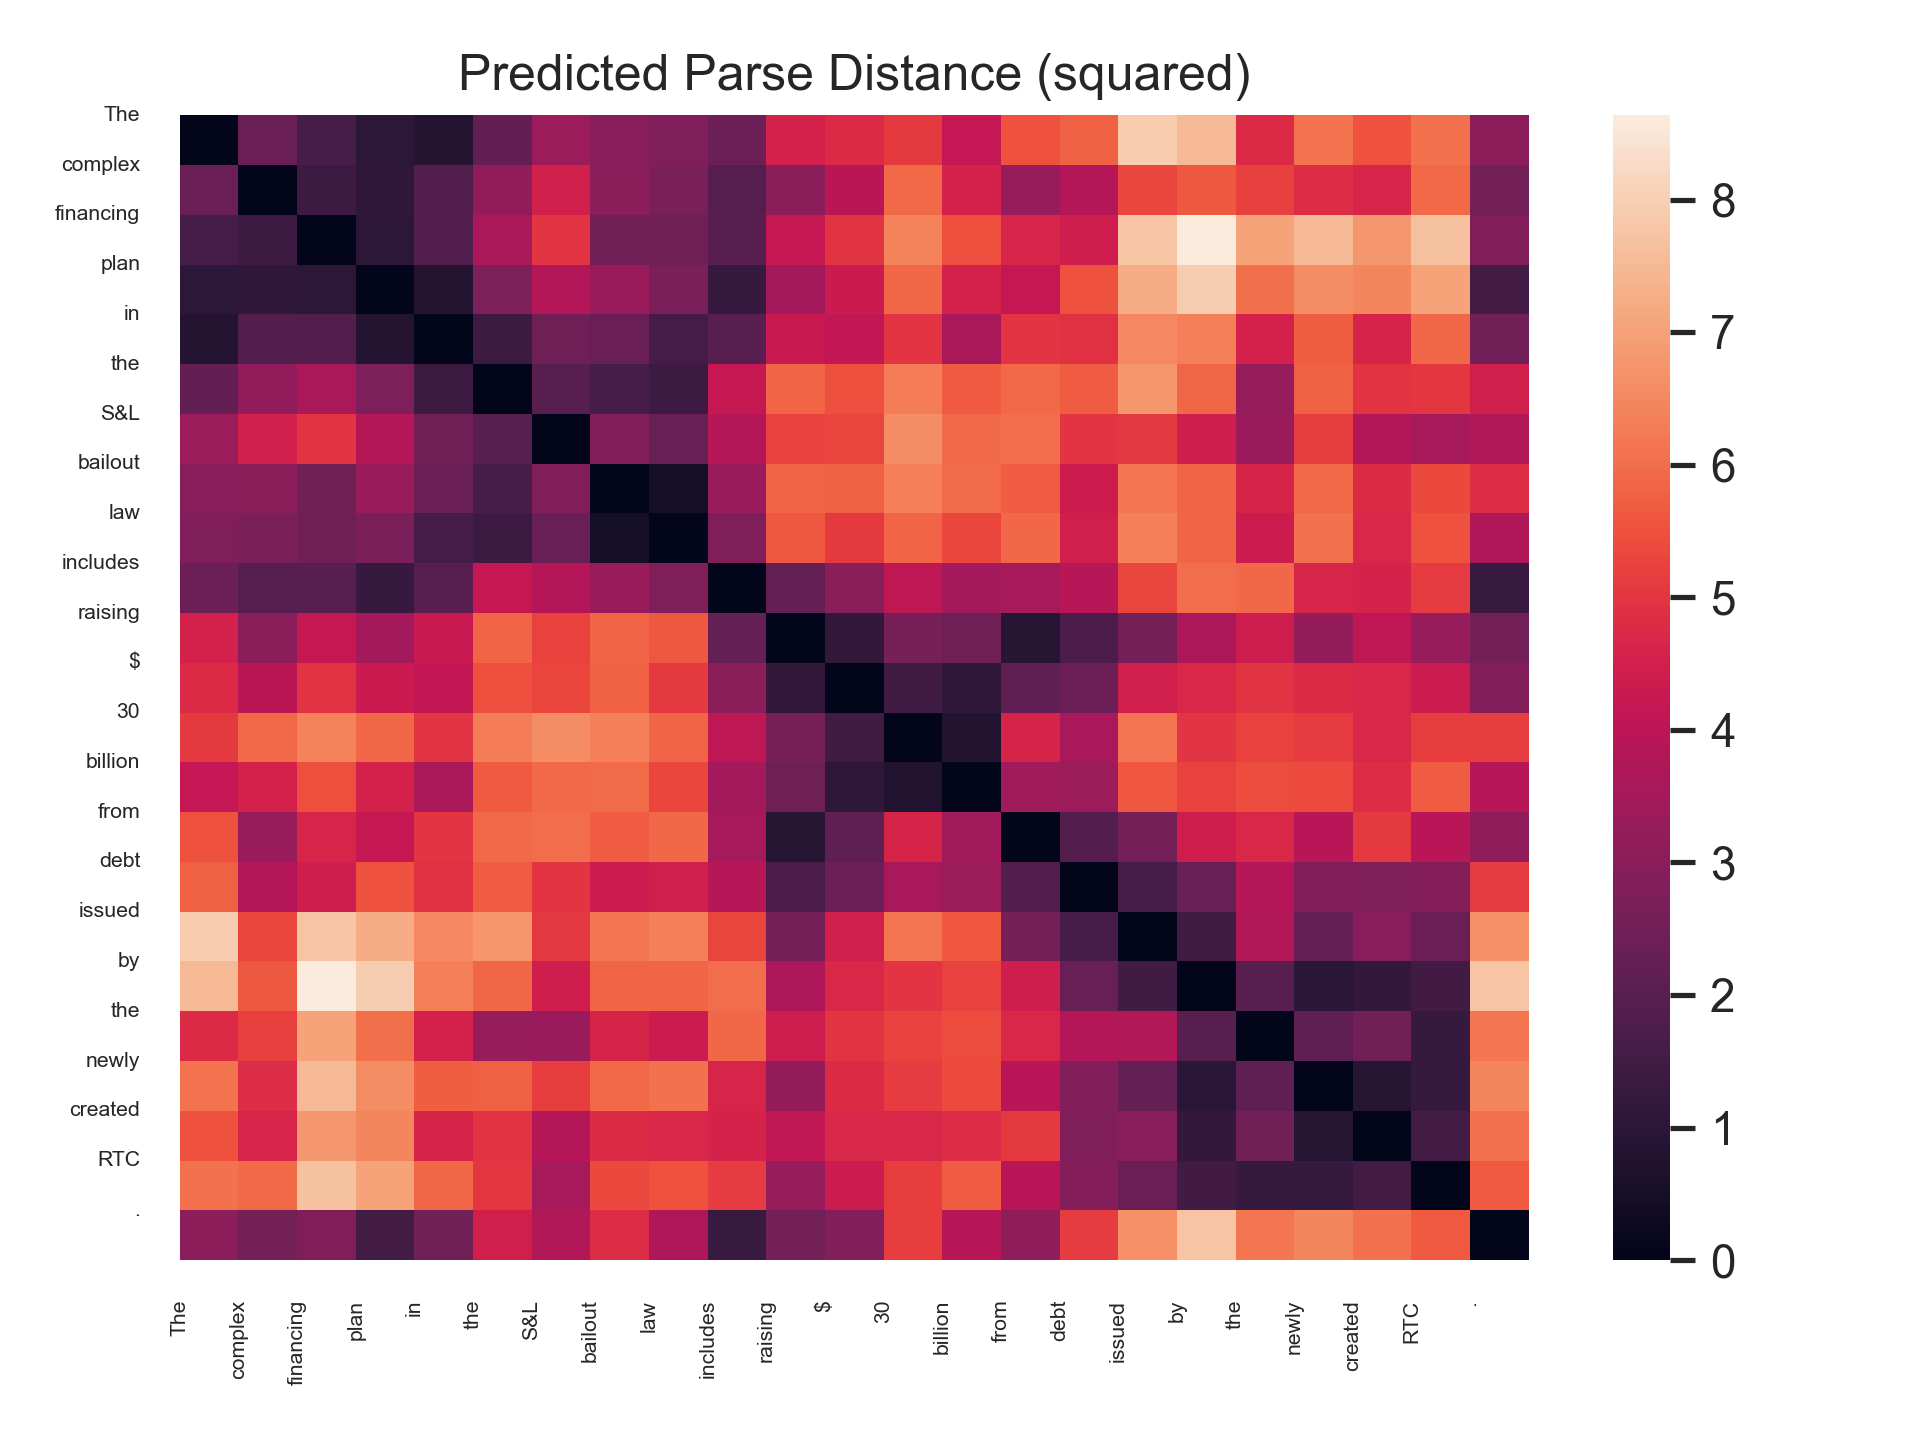 Predicted Parse Distance (squared)
The
complex
financing
plan
in
the
S&L
bailout
law
includes
raising
$
30
billion
from
debt
issued
by
the
newly
created
RTC
.
8
7
6
5
4
3
2
1
0
The
complex
financing
plan
in
the
S&L
bailout
law
includes
raising
$
30
billion
from
debt
issued
by
the
newly
created
RTC
.